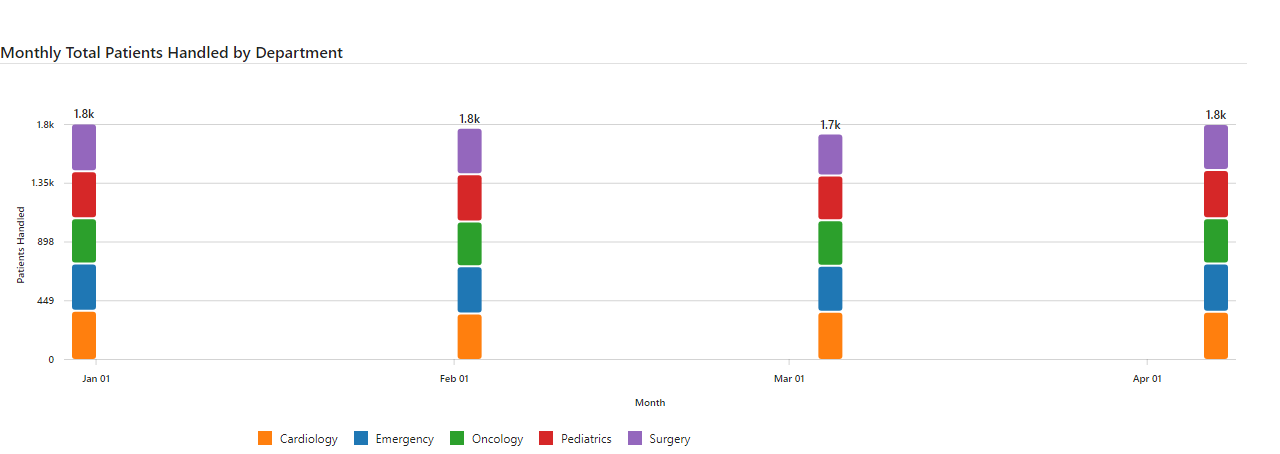 Monthly Total Patients Handled by Department
1.8k
1.8k
1.7k
1.8k
1.8k
1.35k
898
449
0
Patients Handled
Jan 01
Feb 01
Mar 01
Apr 01
Month
Cardiology
Emergency
Oncology
Pediatrics
Surgery